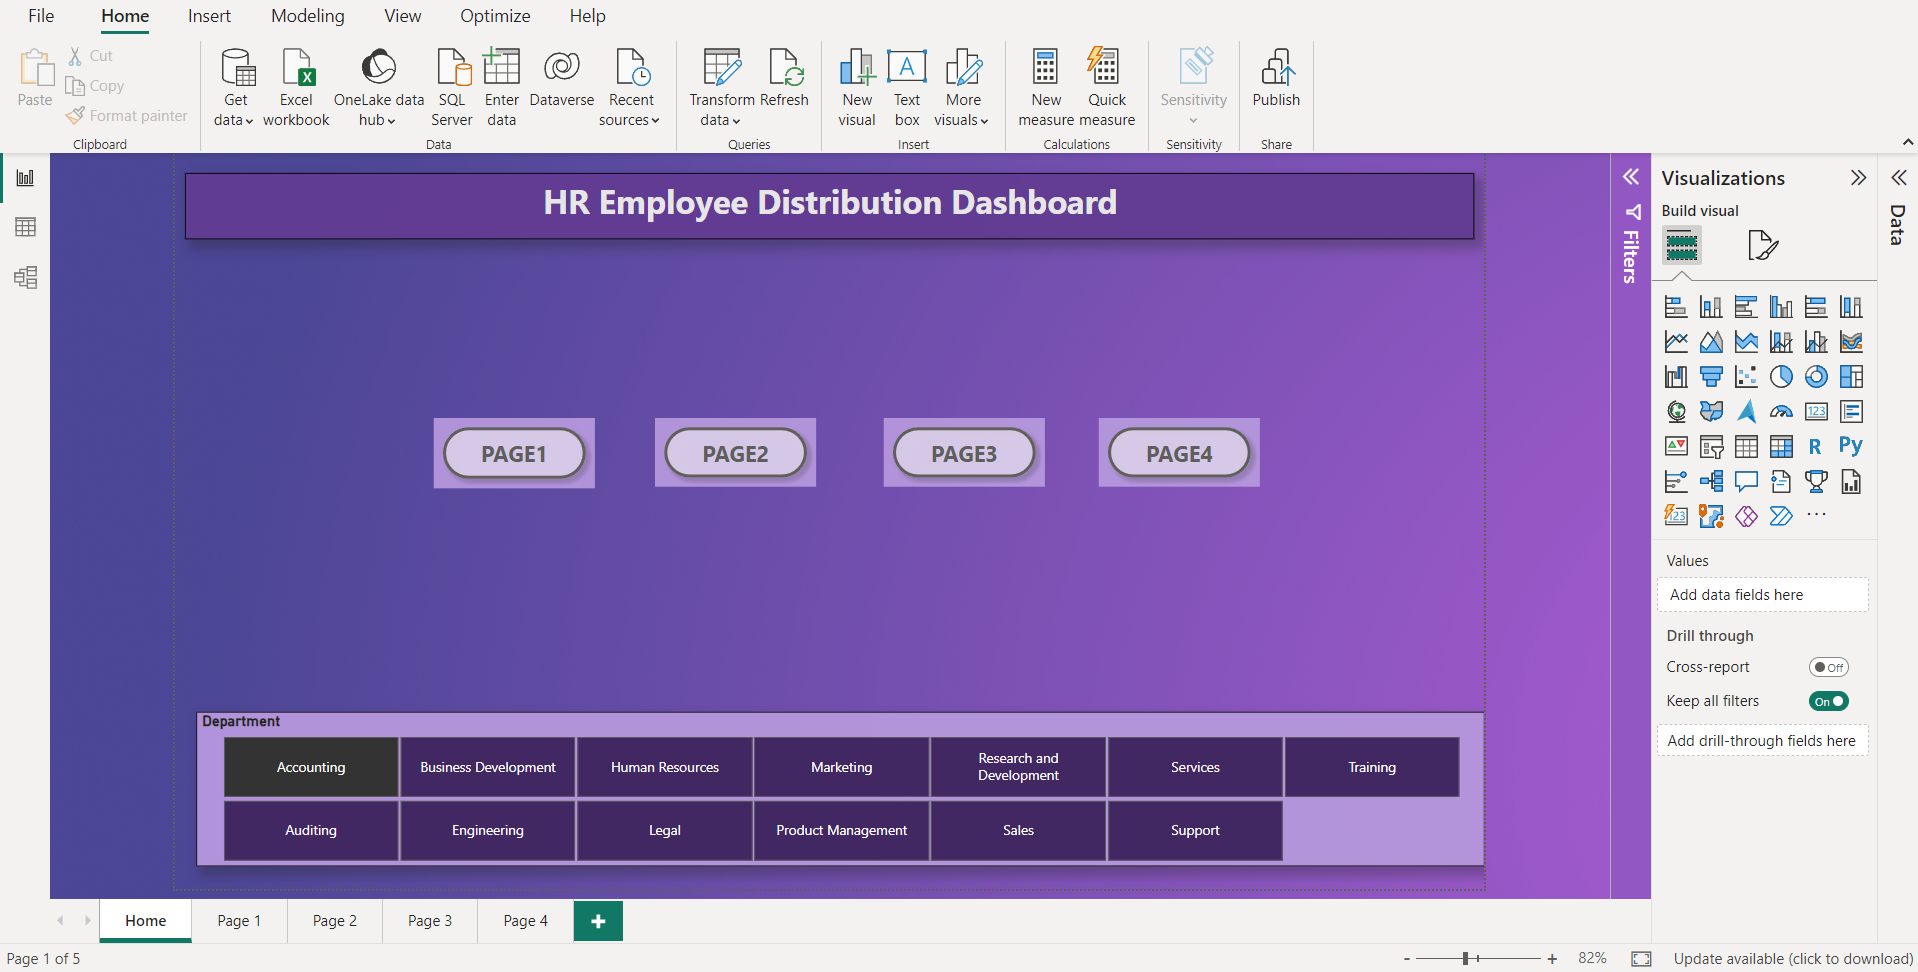 File Home Insert Modeling View Optimize Help
Paste
Cut
Copy
Format painter
Clipboard
Get data
Excel workbook
OneLake data hub
SQL Server
Enter data
Dataverse
Recent sources
Data
Transform data
Refresh
Queries
New visual
Text box
More visuals
Insert
New measure
Quick measure
Calculations
Sensitivity
Sensitivity
Publish
Share
HR Employee Distribution Dashboard
PAGE1 PAGE2 PAGE3 PAGE4
Department
Accounting
Business Development
Human Resources
Marketing
Research and
Development
Services
Training
Auditing
Engineering
Legal
Product Management
Sales
Support
Filters
Visualizations
Build visual
123
R
Py
123
Values
Add data fields here
Drill through
Cross-report
Off
Keep all filters
On
Add drill-through fields here
Data
Home Page 1 Page 2 Page 3 Page 4 +
Page 1 of 5
- + 82%
Update available (click to download)